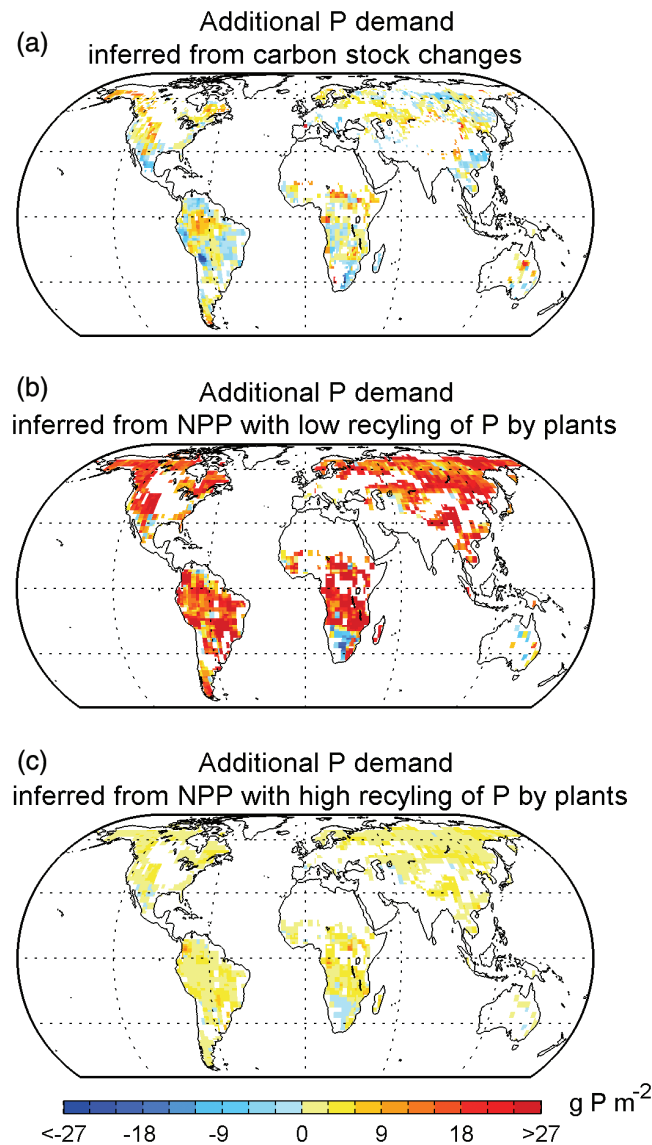 (a)
Additional P demand
inferred from carbon stock changes
(b)
Additional P demand
inferred from NPP with low recyling of P by plants
(c)
Additional P demand
inferred from NPP with high recyling of P by plants
<-27 -18 -9 0 9 18 >27 g P m⁻²